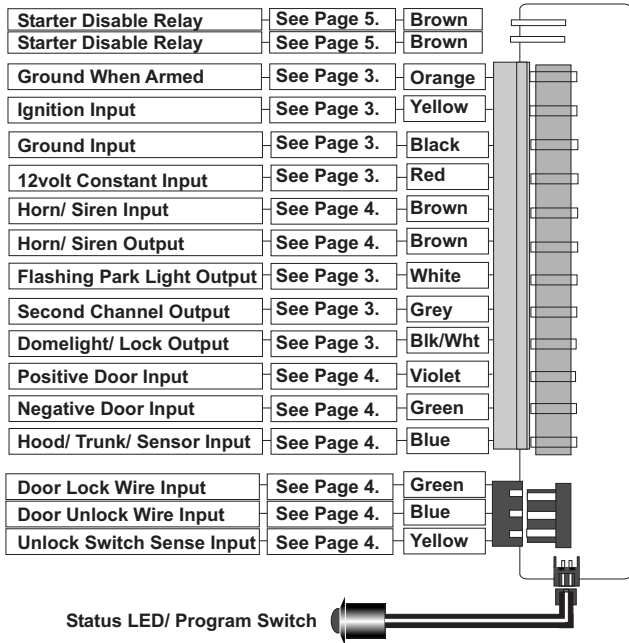 Starter Disable Relay See Page 5. Brown
Starter Disable Relay See Page 5. Brown
Ground When Armed See Page 3. Orange
Ignition Input See Page 3. Yellow
Ground Input See Page 3. Black
12volt Constant Input See Page 3. Red
Horn/ Siren Input See Page 4. Brown
Horn/ Siren Output See Page 4. Brown
Flashing Park Light Output See Page 3. White
Second Channel Output See Page 3. Grey
Domelight/ Lock Output See Page 3. Blk/Wht
Positive Door Input See Page 4. Violet
Negative Door Input See Page 4. Green
Hood/ Trunk/ Sensor Input See Page 4. Blue
Door Lock Wire Input See Page 4. Green
Door Unlock Wire Input See Page 4. Blue
Unlock Switch Sense Input See Page 4. Yellow
Status LED/ Program Switch